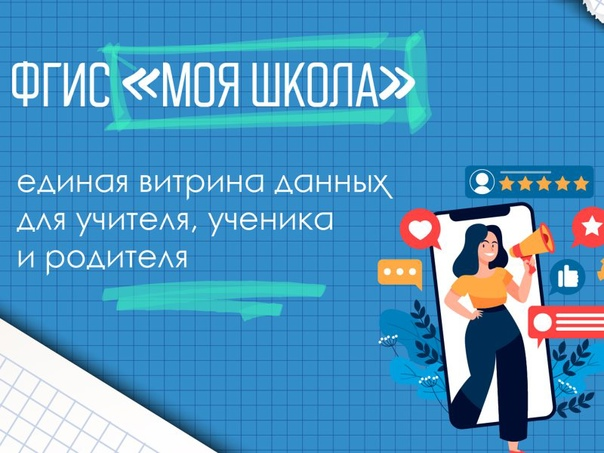 ФГИС «МОЯ ШКОЛА»
единая витрина данных
для учителя, ученика
и родителя